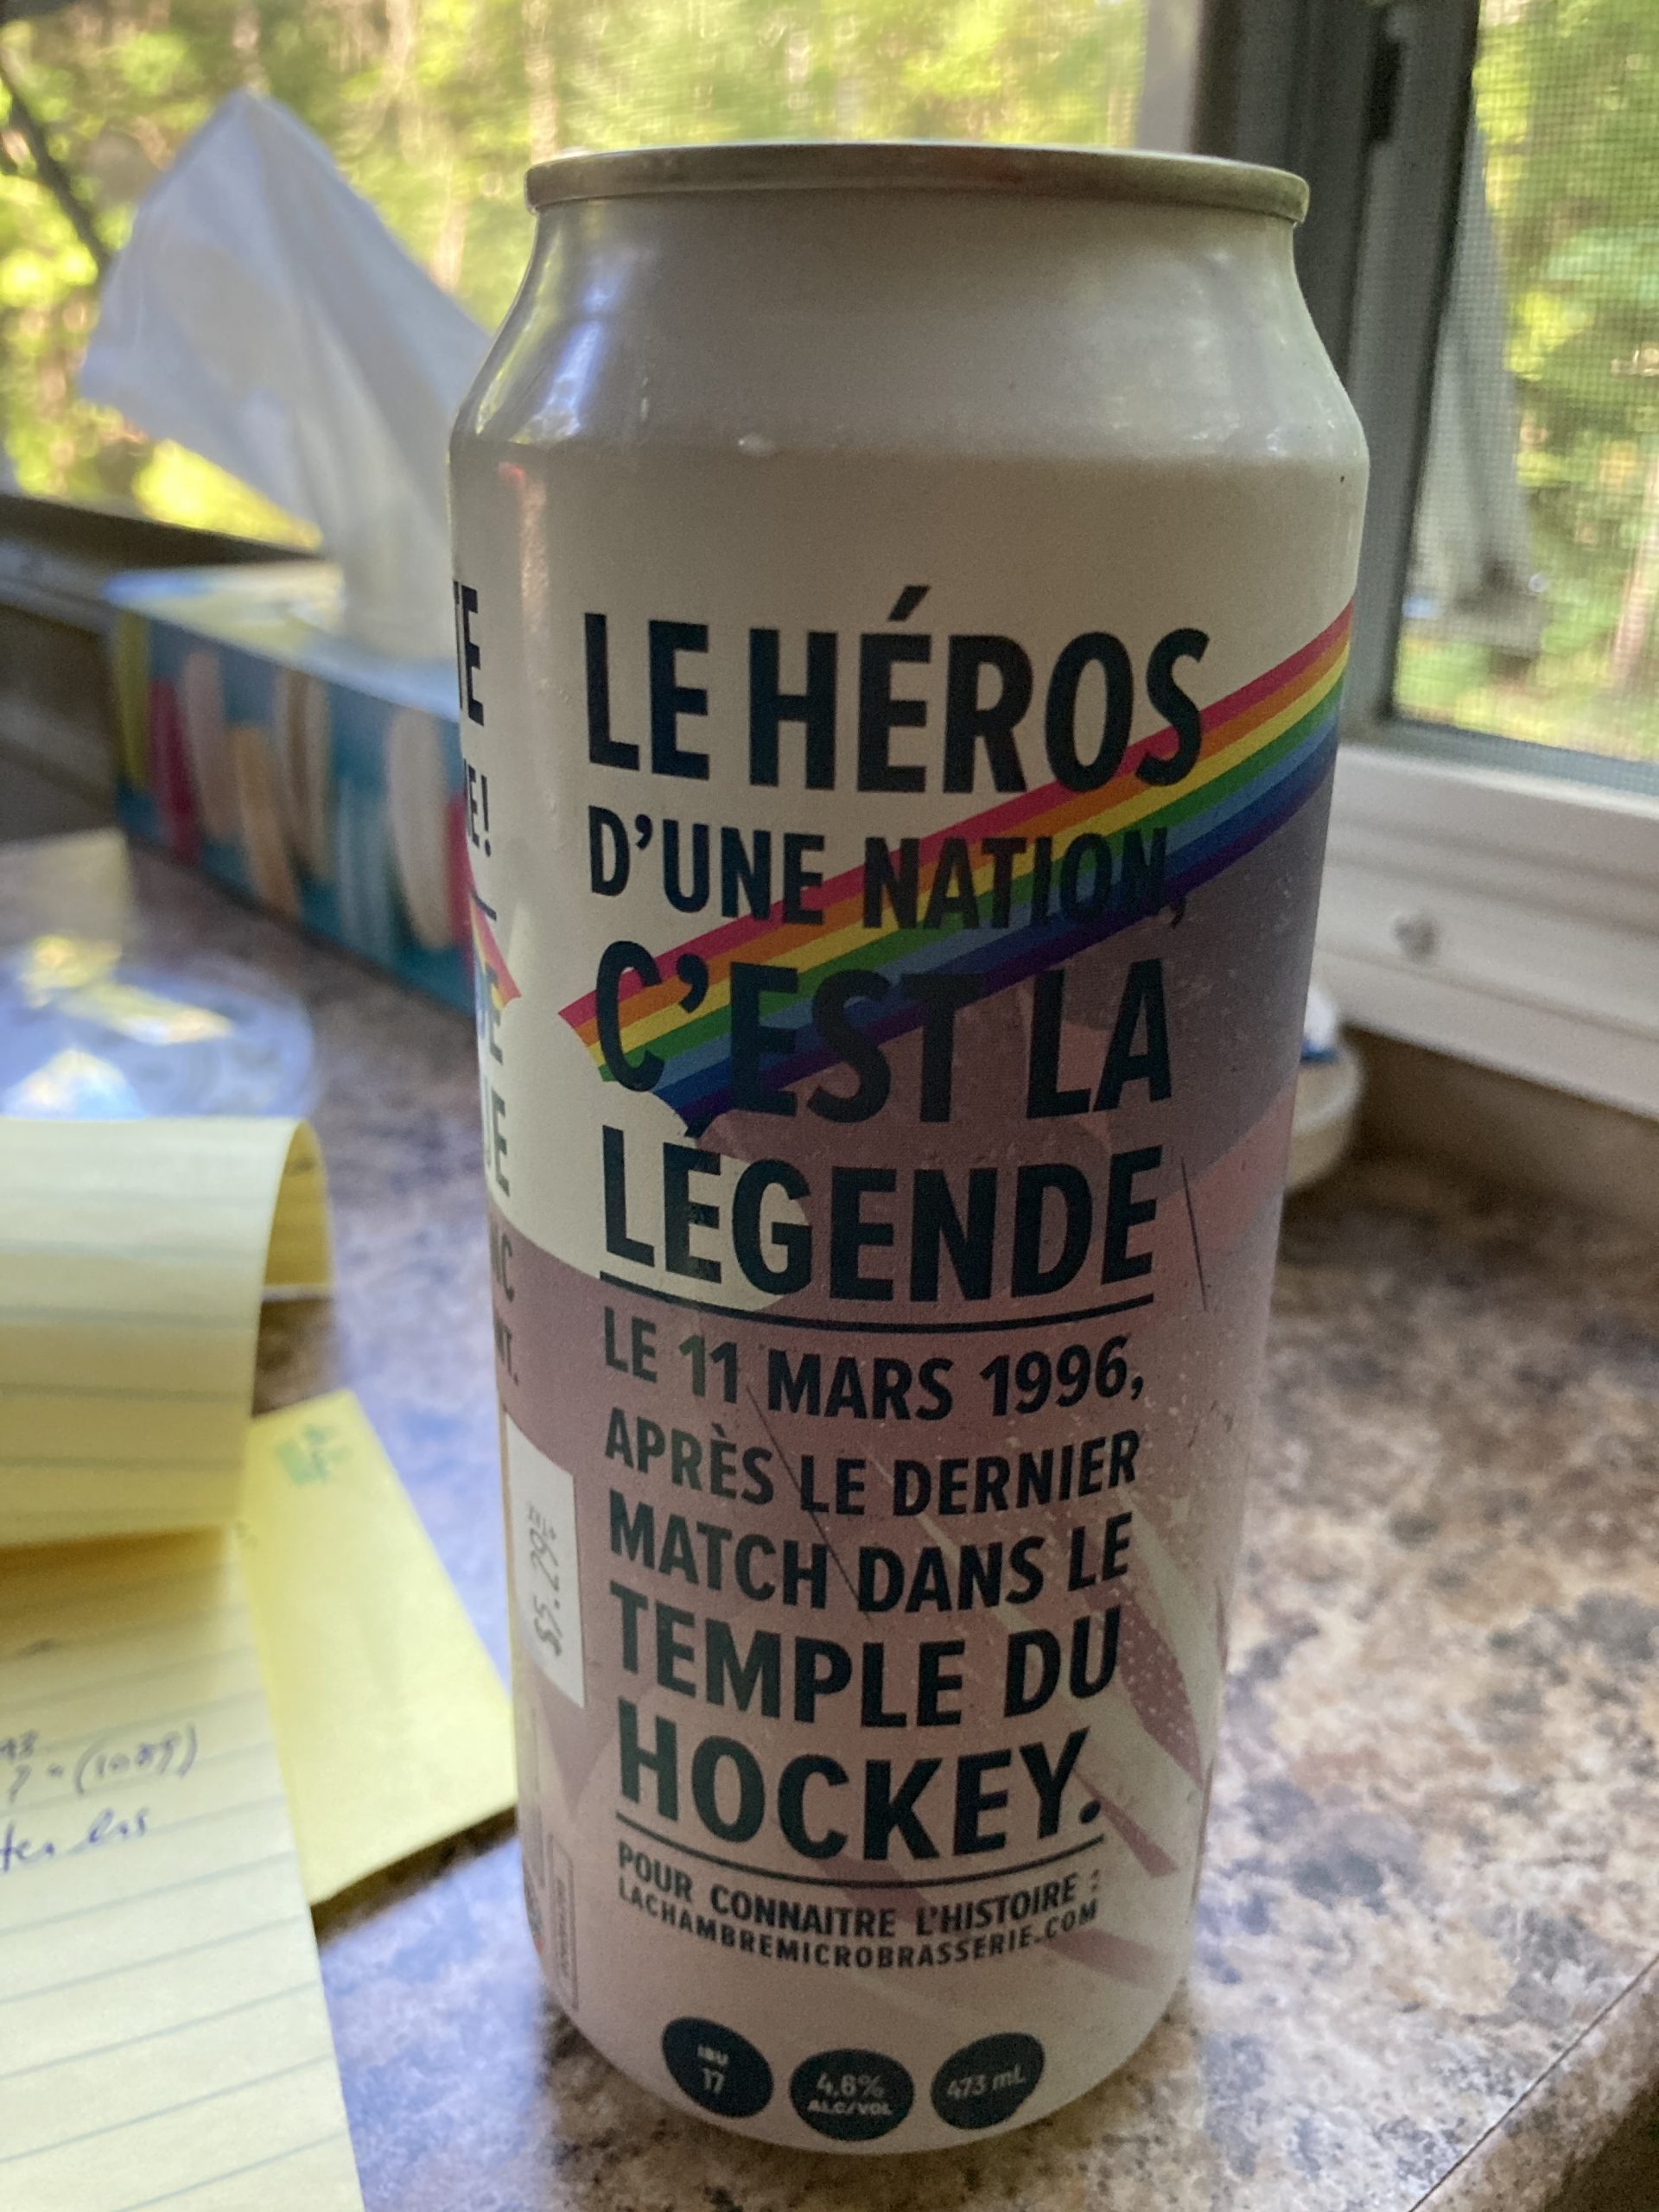 LE HÉROS
D'UNE NATION,
C'EST LA
LÉGENDE
LE 11 MARS 1996,
APRÈS LE DERNIER
MATCH DANS LE
TEMPLE DU
HOCKEY.
POUR CONNAITRE L'HISTOIRE :
LACHAMBREMICROBRASSERIE.COM
IBU
17
4.6%
ALC/VOL
473 mL
(1089)